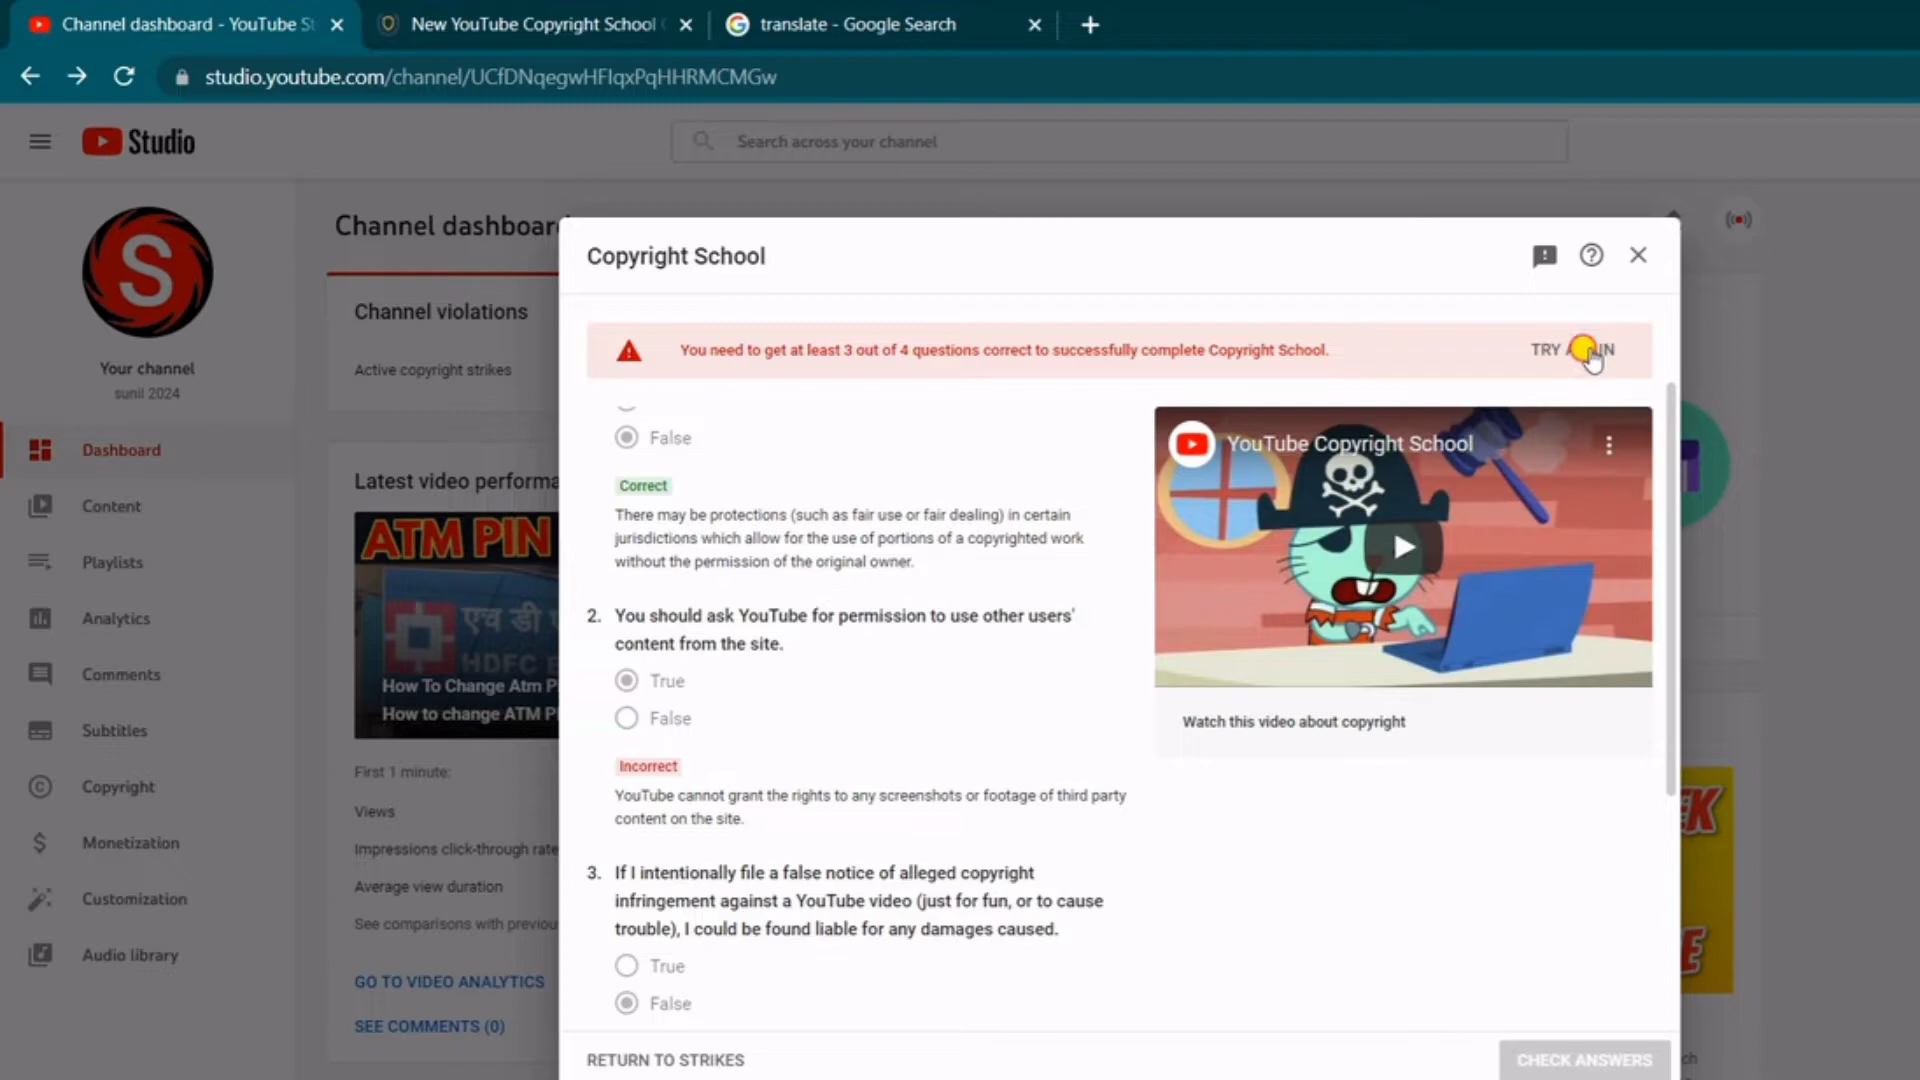 Channel dashboard - YouTube St
New YouTube Copyright School
translate - Google Search
studio.youtube.com/channel/UCfDNqegwHFIqxPqHHRMCMGw
Studio
Search across your channel
S
Your channel
sunil 2024
Dashboard
Content
Playlists
Analytics
Comments
Subtitles
Copyright
Monetization
Customization
Audio library
Channel dashboar
Channel violations
Active copyright strikes
Latest video performa
ATM PIN
एच डी
HDFC
How To Change Atm P
How to change ATM P
First 1 minute:
Views
Impressions click-through rate
Average view duration
See comparisons with previou
GO TO VIDEO ANALYTICS
SEE COMMENTS (0)
Copyright School
You need to get at least 3 out of 4 questions correct to successfully complete Copyright School.
TRY AGAIN
False
Correct
There may be protections (such as fair use or fair dealing) in certain
jurisdictions which allow for the use of portions of a copyrighted work
without the permission of the original owner.
2. You should ask YouTube for permission to use other users'
content from the site.
True
False
Incorrect
YouTube cannot grant the rights to any screenshots or footage of third party
content on the site.
3. If I intentionally file a false notice of alleged copyright
infringement against a YouTube video (just for fun, or to cause
trouble), I could be found liable for any damages caused.
True
False
YouTube Copyright School
Watch this video about copyright
RETURN TO STRIKES
CHECK ANSWERS